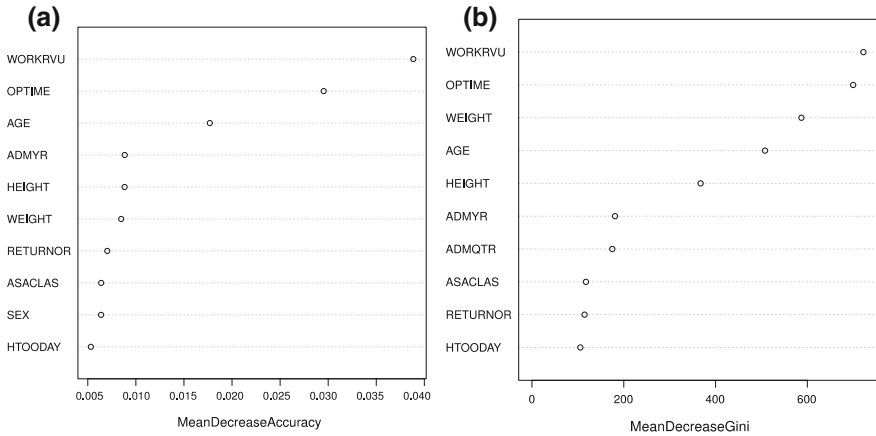 (a)
WORKRVU
OPTIME
AGE
ADMYR
HEIGHT
WEIGHT
RETURNOR
ASACLAS
SEX
HTOODAY
0.005 0.010 0.015 0.020 0.025 0.030 0.035 0.040
MeanDecreaseAccuracy
(b)
WORKRVU
OPTIME
WEIGHT
AGE
HEIGHT
ADMYR
ADMQTR
ASACLAS
RETURNOR
HTOODAY
0 200 400 600
MeanDecreaseGini